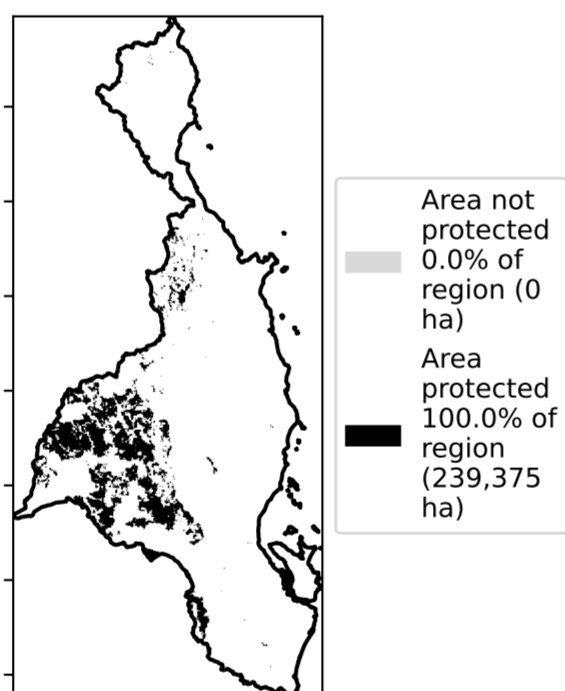 Area not
protected
0.0% of
region (0
ha)
Area
protected
100.0% of
region
(239,375
ha)